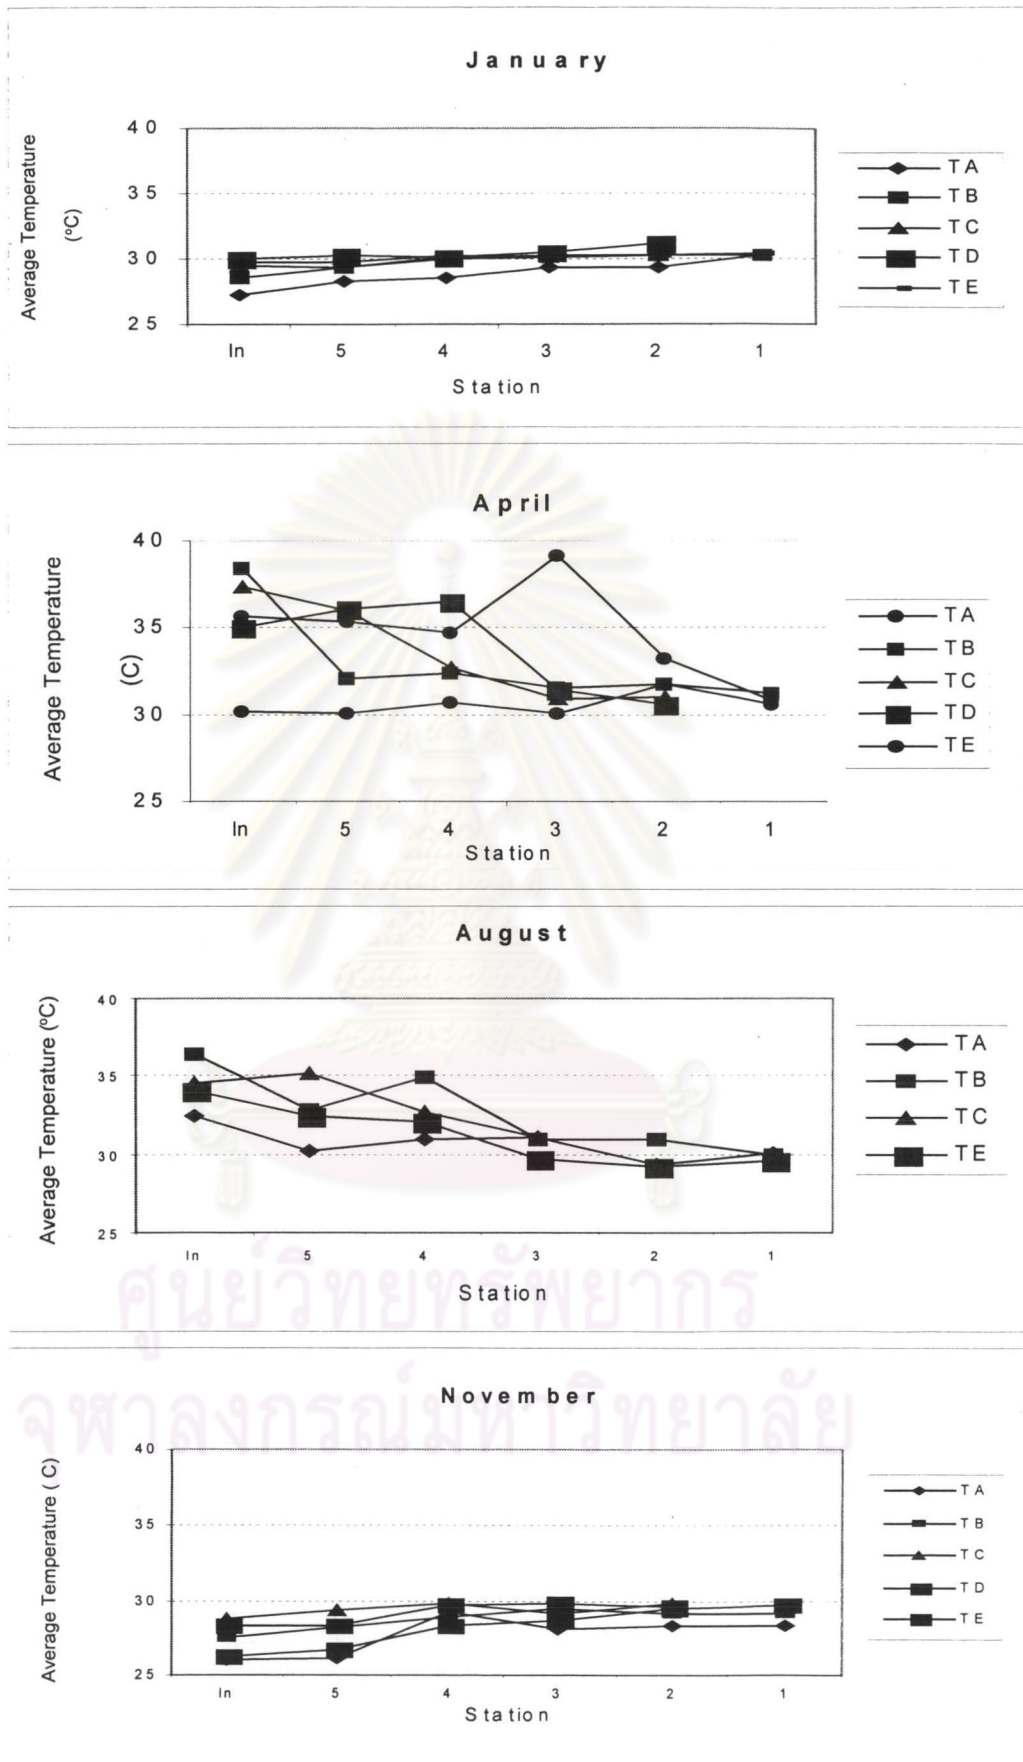 January
Average Temperature
(ºC)
40
35
30
25
In 5 4 3 2 1
Station
TA
TB
TC
TD
TE
April
Average Temperature
(C)
40
35
30
25
In 5 4 3 2 1
Station
TA
TB
TC
TD
TE
August
Average Temperature (ºC)
40
35
30
25
In 5 4 3 2 1
Station
TA
TB
TC
TE
ศูนย์วิทยทรัพยากร
จุฬาลงกรณ์มหาวิทยาลัย
November
Average Temperature ( C)
40
35
30
25
In 5 4 3 2 1
Station
TA
TB
TC
TD
TE